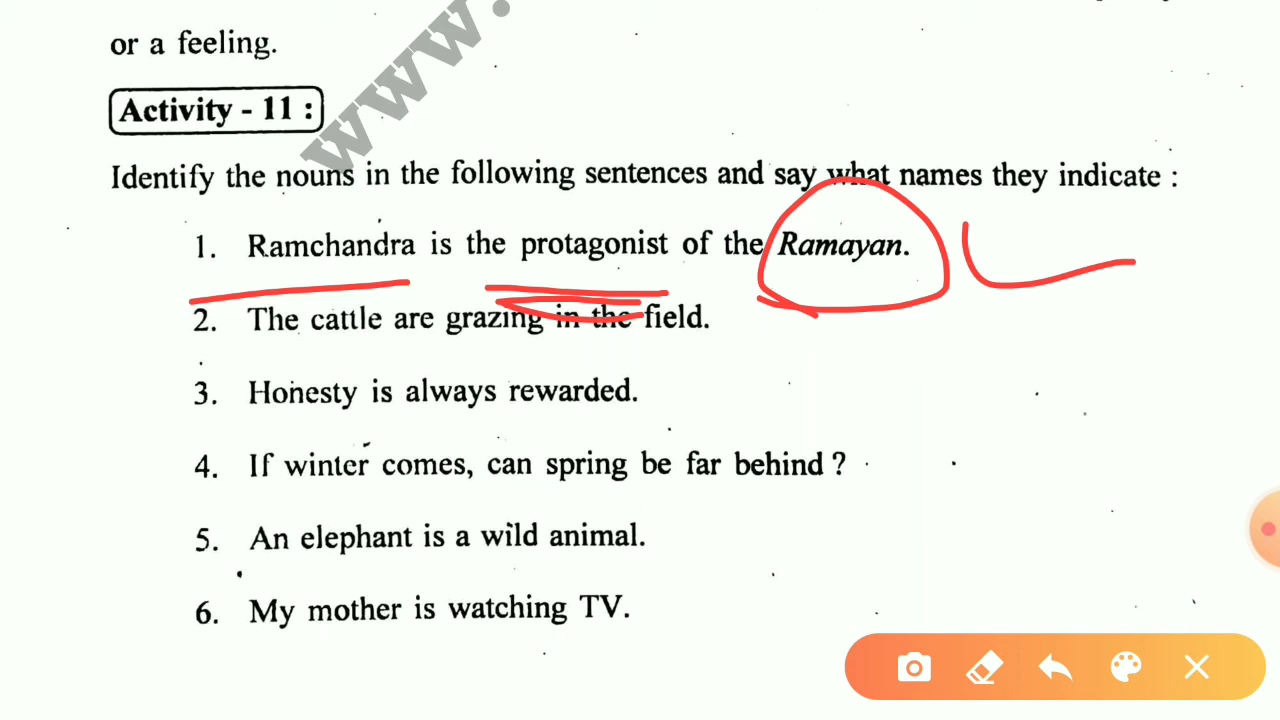 or a feeling.
www.
Activity - 11 :
Identify the nouns in the following sentences and say what names they indicate :
1. Ramchandra is the protagonist of the Ramayan.
2. The cattle are grazing in the field.
3. Honesty is always rewarded.
4. If winter comes, can spring be far behind ?
5. An elephant is a wild animal.
6. My mother is watching TV.